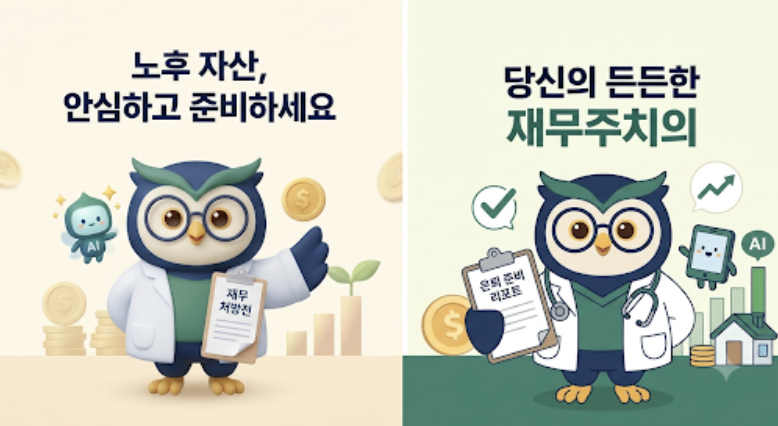 노후 자산,
안심하고 준비하세요
AI
$
재무
처방전
$
당신의 든든한
재무주치의
은퇴 준비
리포트
AI
$